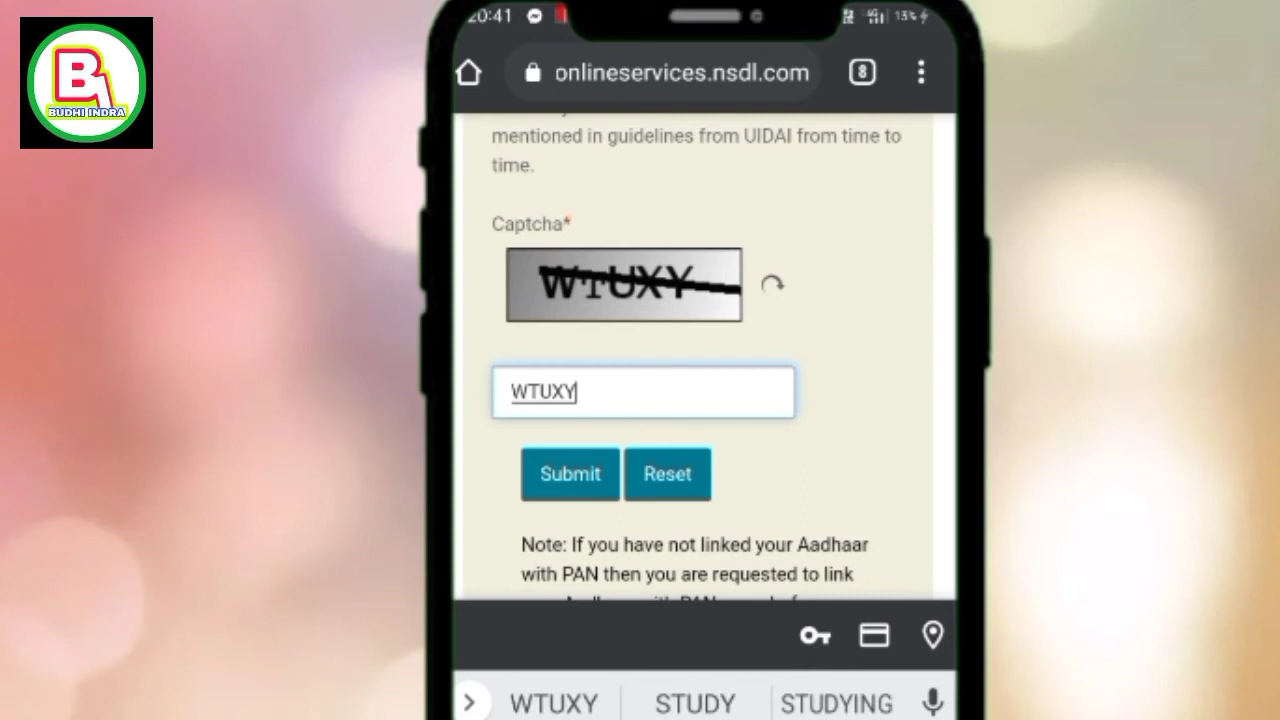 B
BUDHI INDRA
20:41
13%
onlineservices.nsdl.com
8
mentioned in guidelines from UIDAI from time to
time.
Captcha*
WTUXY
WTUXY
Submit Reset
Note: If you have not linked your Aadhaar
with PAN then you are requested to link
WTUXY STUDY STUDYING